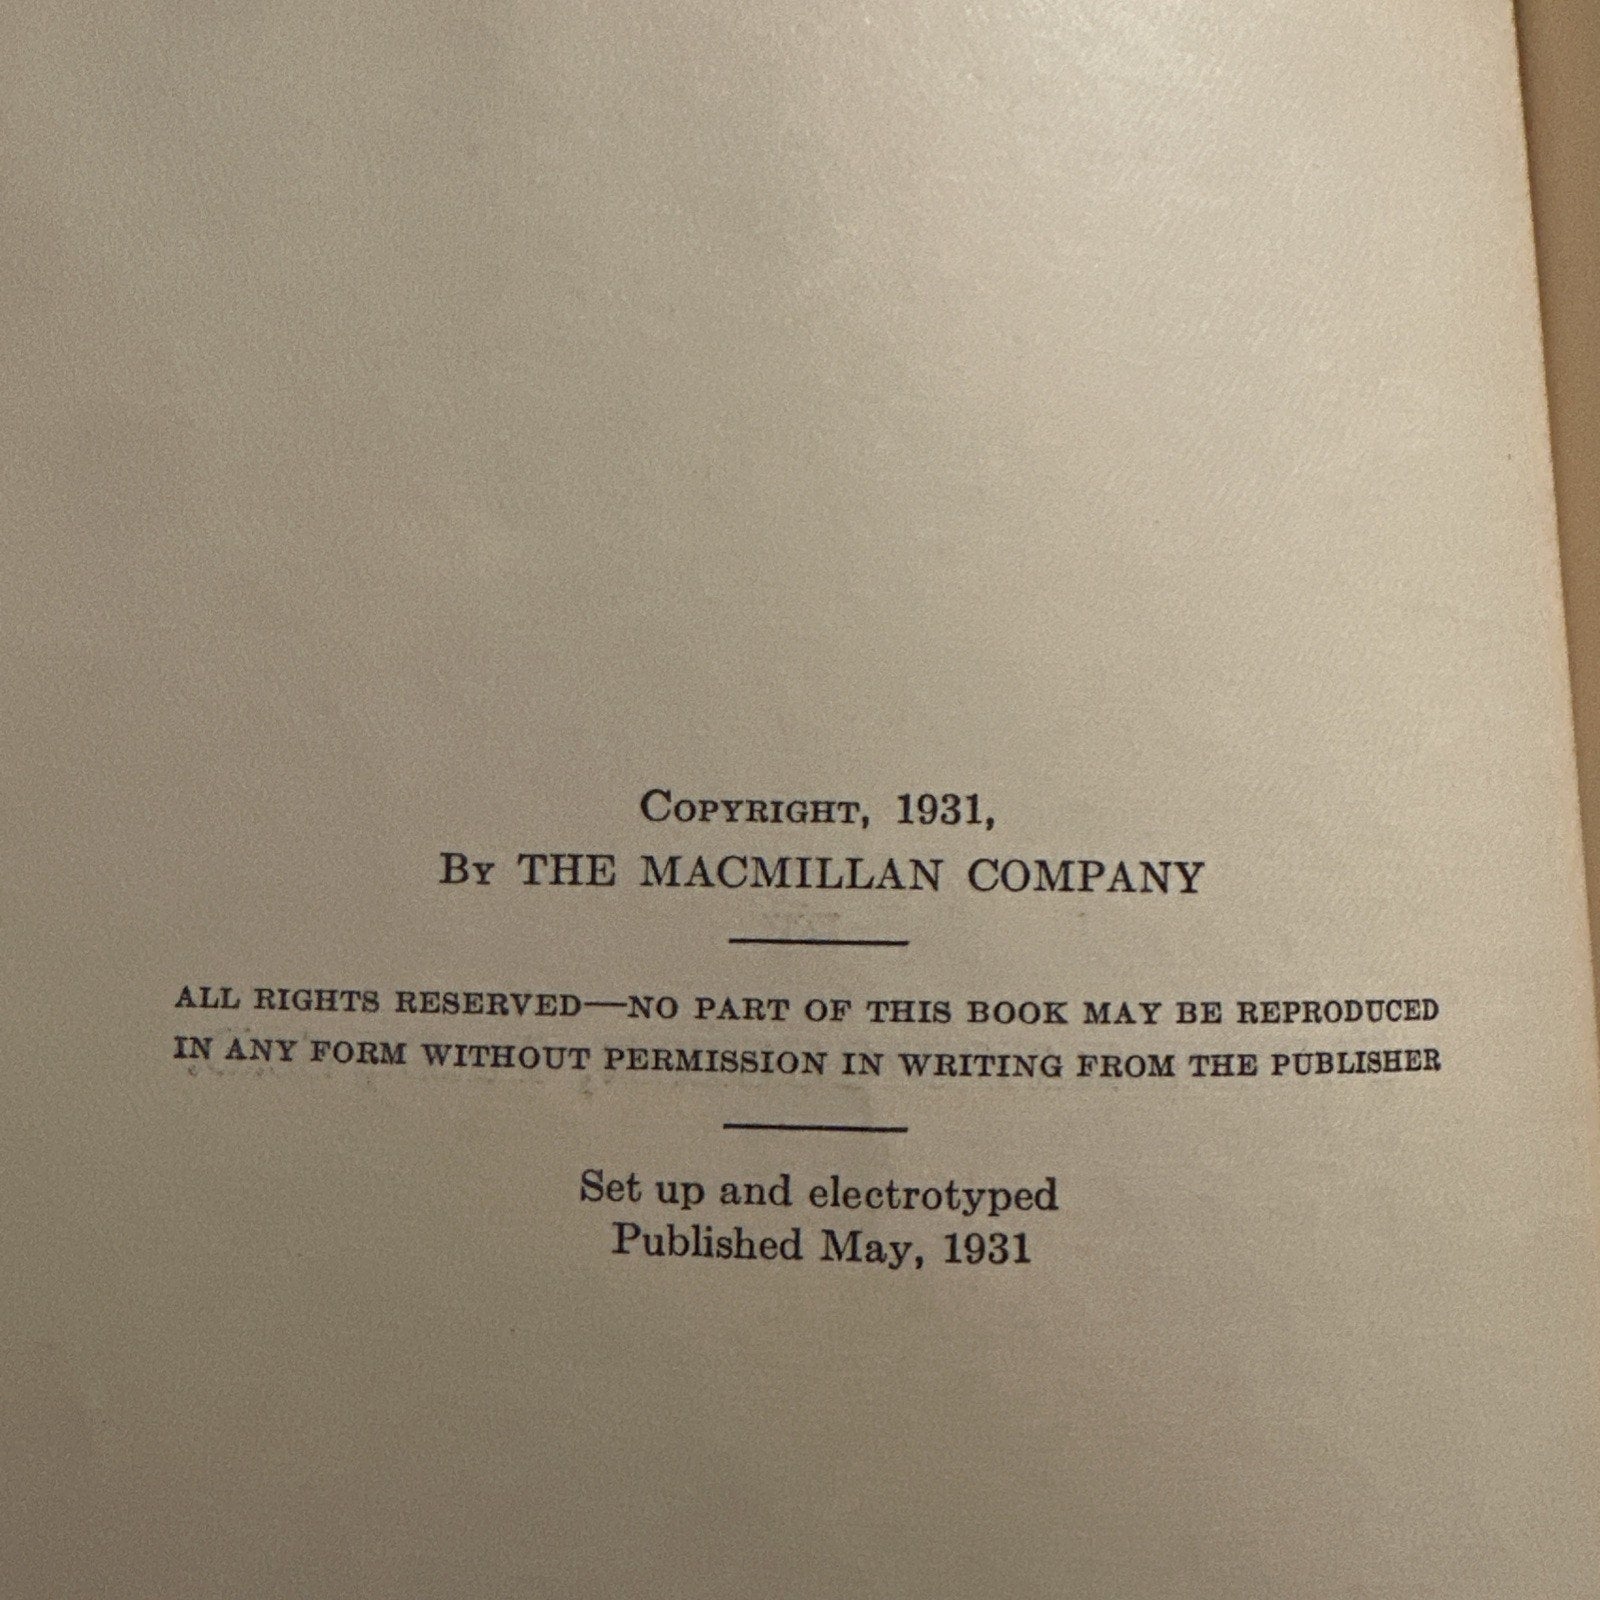 Copyright, 1931,
By THE MACMILLAN COMPANY
ALL RIGHTS RESERVED—NO PART OF THIS BOOK MAY BE REPRODUCED
IN ANY FORM WITHOUT PERMISSION IN WRITING FROM THE PUBLISHER
Set up and electrotyped
Published May, 1931